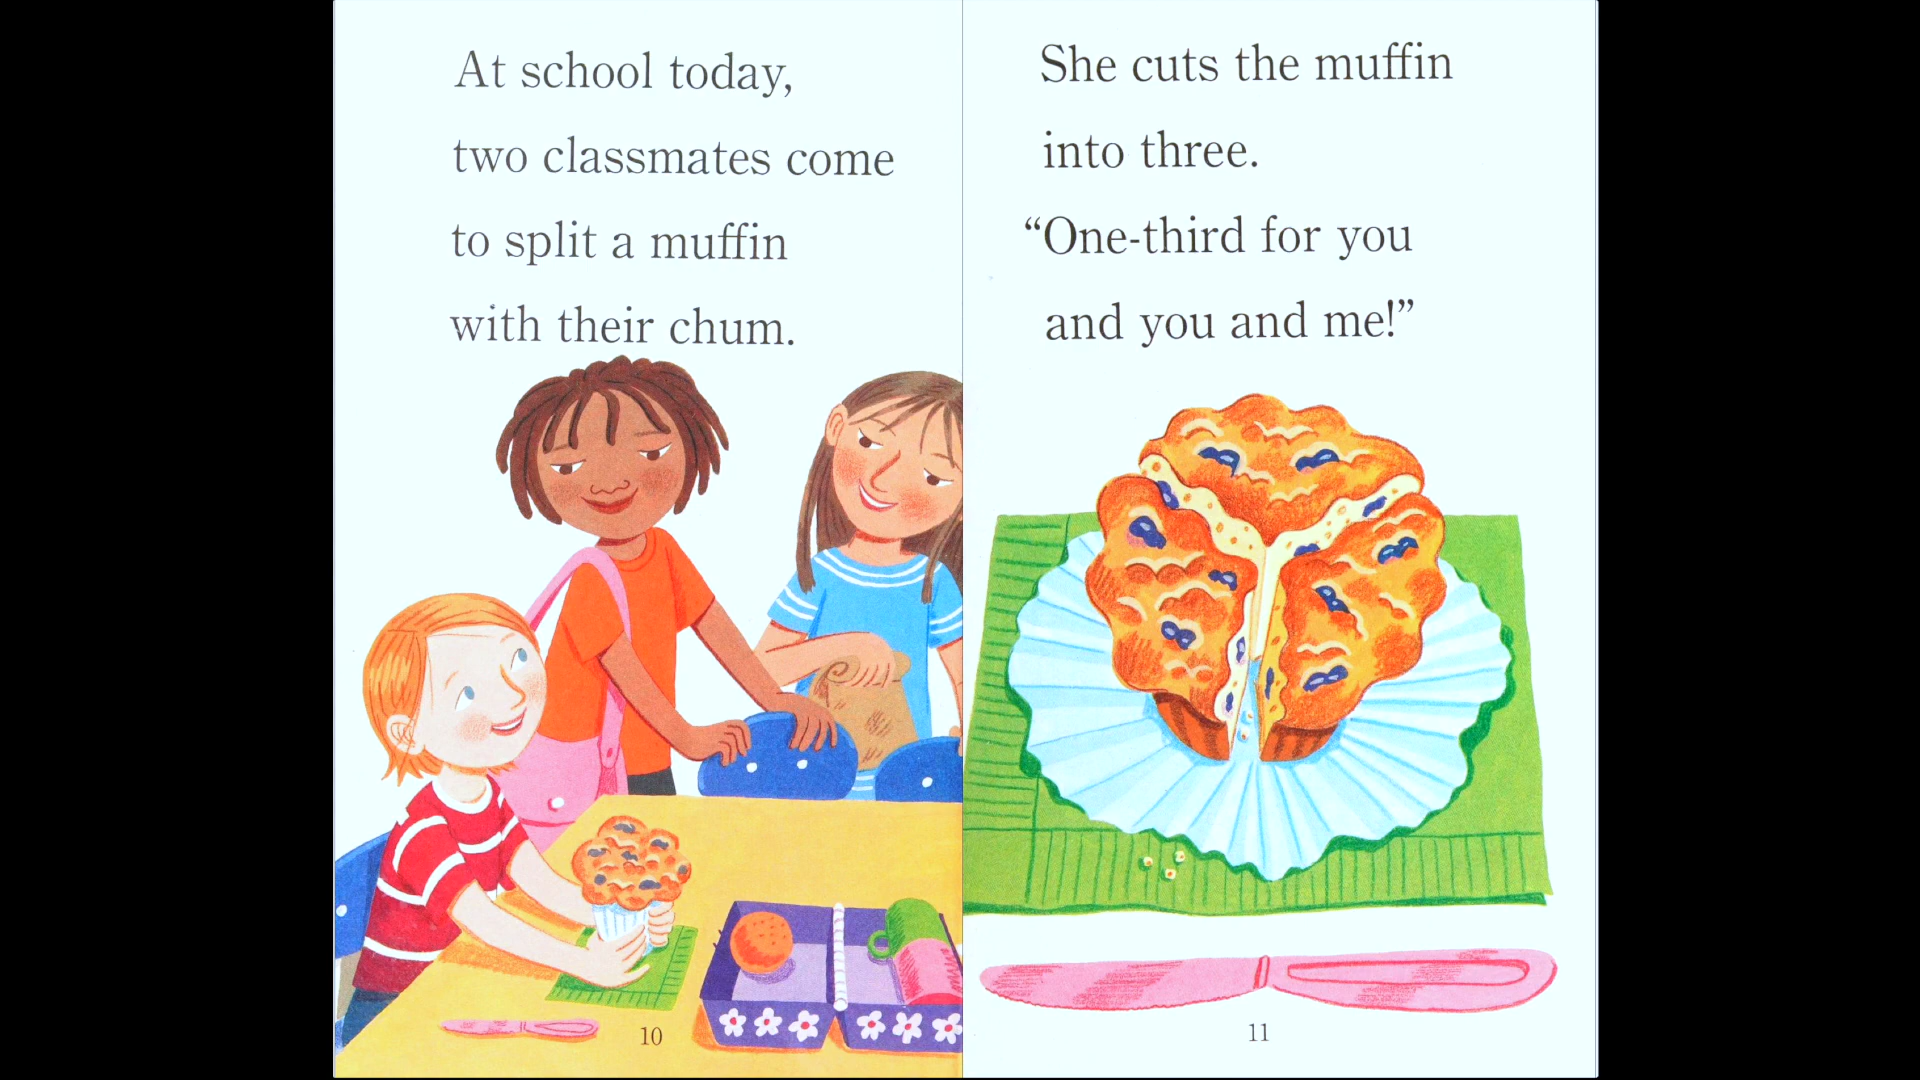 At school today,
two classmates come
to split a muffin
with their chum.
10
She cuts the muffin
into three.
“One-third for you
and you and me!”
11